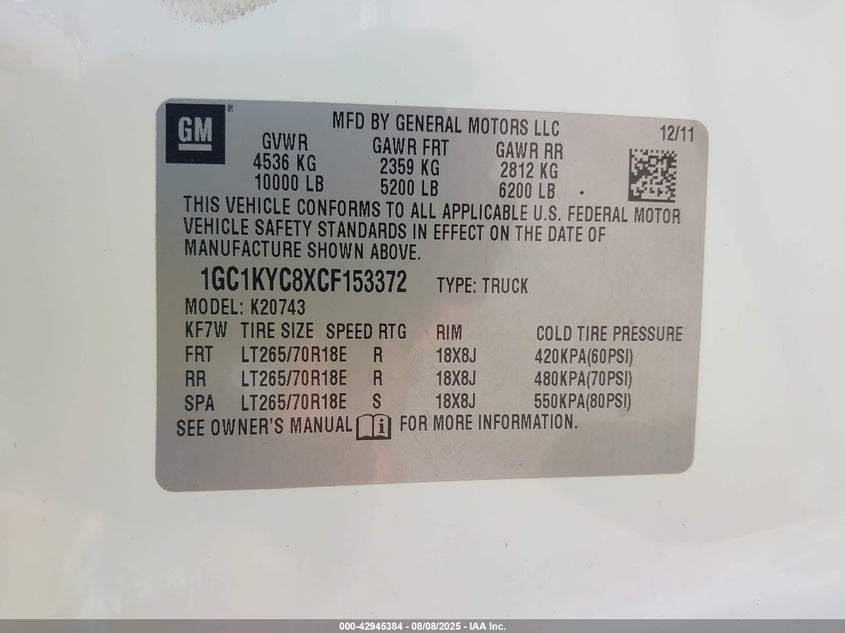 GM ®
MFD BY GENERAL MOTORS LLC 12/11
GVWR GAWR FRT GAWR RR
4536 KG 2359 KG 2812 KG
10000 LB 5200 LB 6200 LB
THIS VEHICLE CONFORMS TO ALL APPLICABLE U.S. FEDERAL MOTOR
VEHICLE SAFETY STANDARDS IN EFFECT ON THE DATE OF
MANUFACTURE SHOWN ABOVE.
1GC1KYC8XCF153372 TYPE: TRUCK
MODEL: K20743
KF7W TIRE SIZE SPEED RTG RIM COLD TIRE PRESSURE
FRT LT265/70R18E R 18X8J 420KPA(60PSI)
RR LT265/70R18E R 18X8J 480KPA(70PSI)
SPA LT265/70R18E S 18X8J 550KPA(80PSI)
SEE OWNER'S MANUAL i FOR MORE INFORMATION.
000-42945384 - 08/08/2025 - IAA Inc.